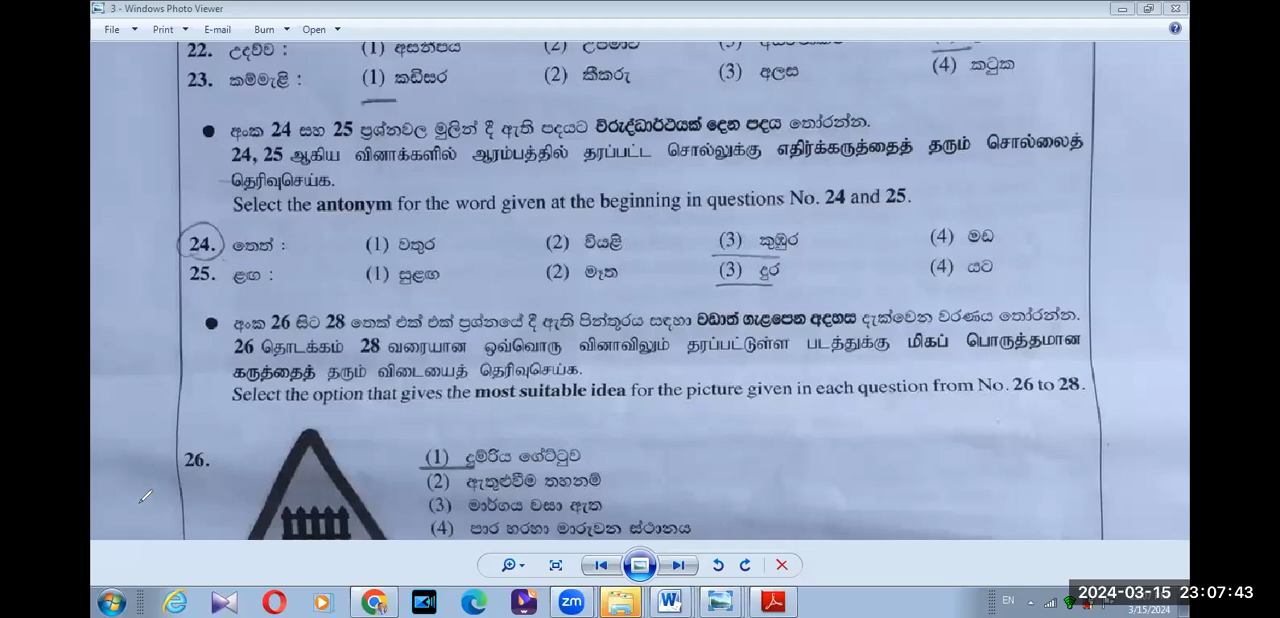 3 - Windows Photo Viewer
File Print E-mail Burn Open
22. උදව්ව : (1) අසත්පය (2) උපමාව (3) (4)
23. කම්මැළි : (1) කඩිසර (2) කීකරු (3) අලස (4) කටුක
● අංක 24 සහ 25 ප්‍රශ්නවල මුලින් දී ඇති පදයට විරුද්ධාර්ථයක් දෙන පදය තෝරන්න.
24, 25 ஆகிய வினாக்களில் ஆரம்பத்தில் தரப்பட்ட சொல்லுக்கு எதிர்க்கருத்தைத் தரும் சொல்லைத்
தெரிவுசெய்க.
Select the antonym for the word given at the beginning in questions No. 24 and 25.
24. තෙත් : (1) වතුර (2) වියළි (3) කුඹුර (4) මඩ
25. ළඟ : (1) සුළඟ (2) මෑත (3) දුර (4) යට
● අංක 26 සිට 28 තෙක් එක් එක් ප්‍රශ්නයේ දී ඇති පින්තූරය සඳහා වඩාත් ගැළපෙන අදහස දැක්වෙන වරණය තෝරන්න.
26 தொடக்கம் 28 வரையான ஒவ்வொரு வினாவிலும் தரப்பட்டுள்ள படத்துக்கு மிகப் பொருத்தமான
கருத்தைத் தரும் விடையைத் தெரிவுசெய்க.
Select the option that gives the most suitable idea for the picture given in each question from No. 26 to 28.
26. (1) දුම්රිය ගේට්ටුව
(2) ඇතුළුවීම තහනම්
(3) මාර්ගය වසා ඇත
(4) පාර හරහා මාරුවන ස්ථානය
EN
2024-03-15 23:07:43
3/15/2024